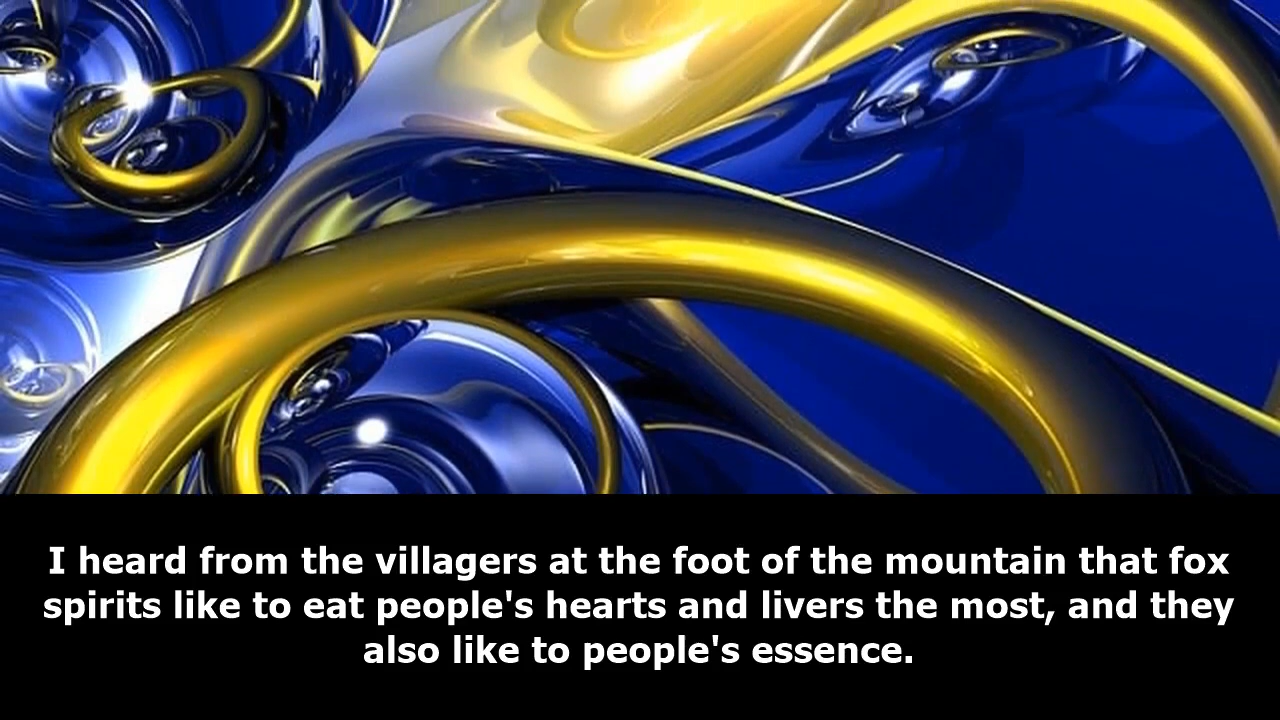 I heard from the villagers at the foot of the mountain that fox
spirits like to eat people's hearts and livers the most, and they
also like to people's essence.